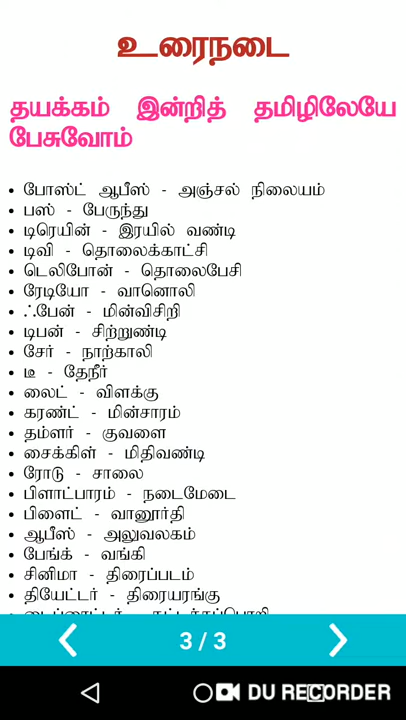 உரைநடை
தயக்கம் இன்றித் தமிழிலேயே
பேசுவோம்
• போஸ்ட் ஆபீஸ் - அஞ்சல் நிலையம்
• பஸ் - பேருந்து
• டிரெயின் - இரயில் வண்டி
• டிவி - தொலைக்காட்சி
• டெலிபோன் - தொலைபேசி
• ரேடியோ - வானொலி
• ஃபேன் - மின்விசிறி
• டிபன் - சிற்றுண்டி
• சேர் - நாற்காலி
• டீ - தேநீர்
• லைட் - விளக்கு
• கரண்ட் - மின்சாரம்
• தம்ளர் - குவளை
• சைக்கிள் - மிதிவண்டி
• ரோடு - சாலை
• பிளாட்பாரம் - நடைமேடை
• பிளைட் - வானூர்தி
• ஆபீஸ் - அலுவலகம்
• பேங்க் - வங்கி
• சினிமா - திரைப்படம்
• தியேட்டர் - திரையரங்கு
3 / 3
DU RECORDER